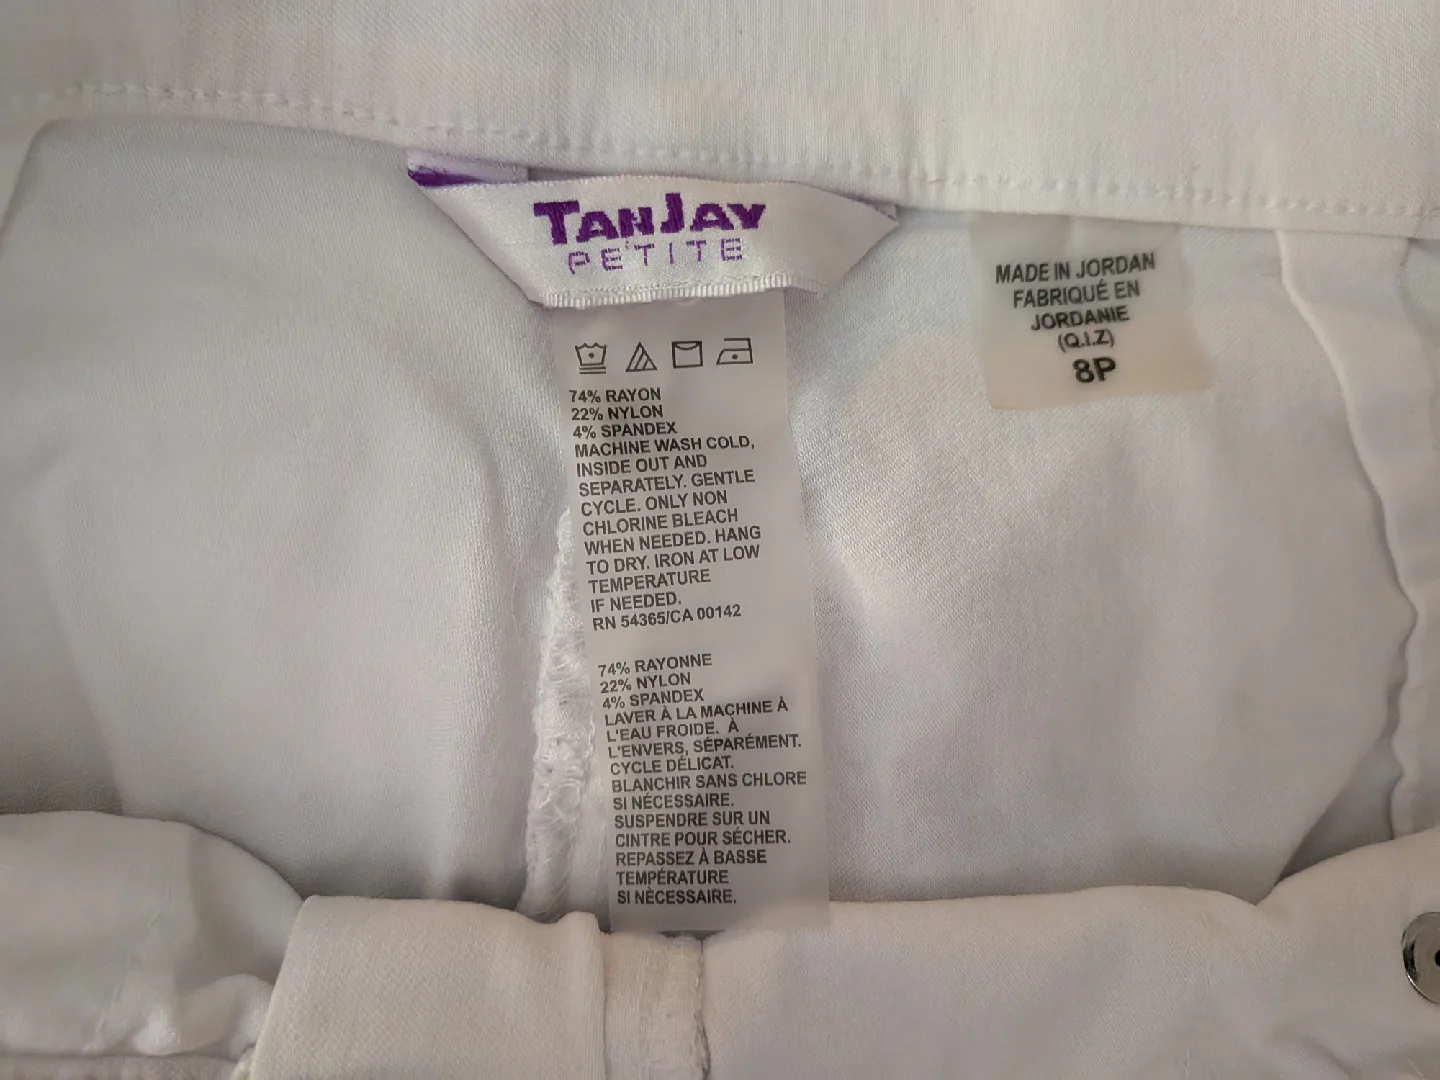 TANJAY
PETITE
74% RAYON
22% NYLON
4% SPANDEX
MACHINE WASH COLD,
INSIDE OUT AND
SEPARATELY. GENTLE
CYCLE. ONLY NON
CHLORINE BLEACH
WHEN NEEDED. HANG
TO DRY. IRON AT LOW
TEMPERATURE
IF NEEDED.
RN 54365/CA 00142
74% RAYONNE
22% NYLON
4% SPANDEX
LAVER À LA MACHINE À
L'EAU FROIDE. À
L'ENVERS, SÉPARÉMENT.
CYCLE DÉLICAT.
BLANCHIR SANS CHLORE
SI NÉCESSAIRE.
SUSPENDRE SUR UN
CINTRE POUR SÉCHER.
REPASSEZ À BASSE
TEMPÉRATURE
SI NÉCESSAIRE.
MADE IN JORDAN
FABRIQUÉ EN
JORDANIE
(Q.I.Z)
8P